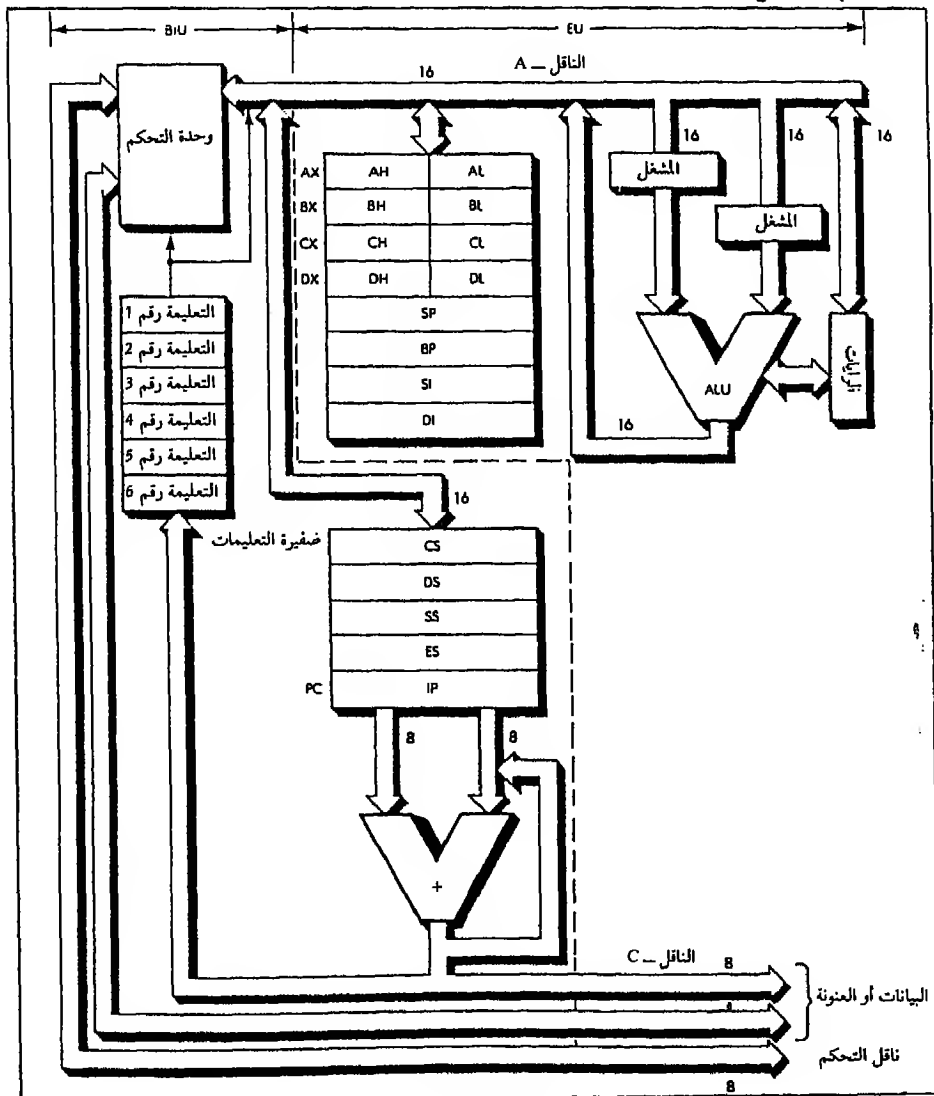 BIU
EU
الناقل — A
16
وحدة التحكم
16
16
16
المشغل
المشغل
AX AH AL
BX BH BL
CX CH CL
DX DH DL
SP
BP
SI
DI
ALU
الرايات
16
التعليمة رقم 1
التعليمة رقم 2
التعليمة رقم 3
التعليمة رقم 4
التعليمة رقم 5
التعليمة رقم 6
ضفيرة التعليمات
16
CS
DS
SS
ES
PC IP
8
8
+
الناقل — C
8
البيانات أو العنونة
ناقل التحكم
8